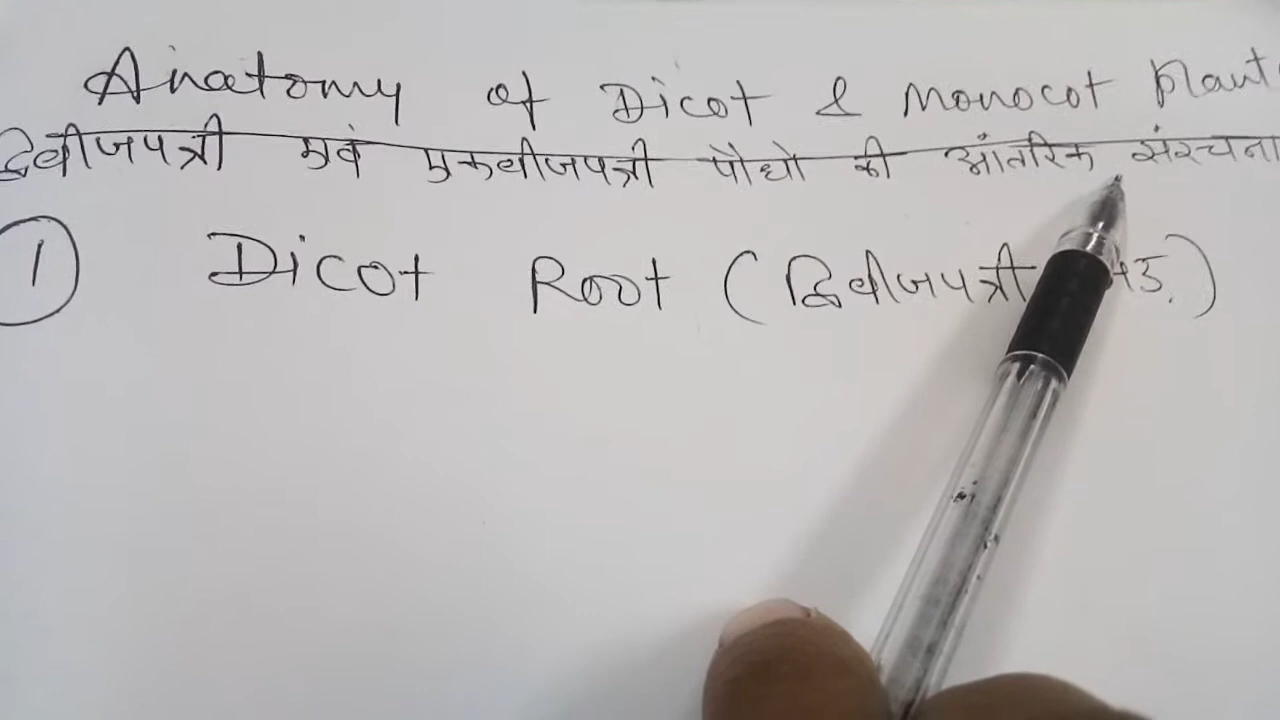 Anatomy of Dicot & Monocot Plant
द्विबीजपत्री एवं एकबीजपत्री पौधों की आंतरिक संरचना
1 Dicot Root (द्विबीजपत्री